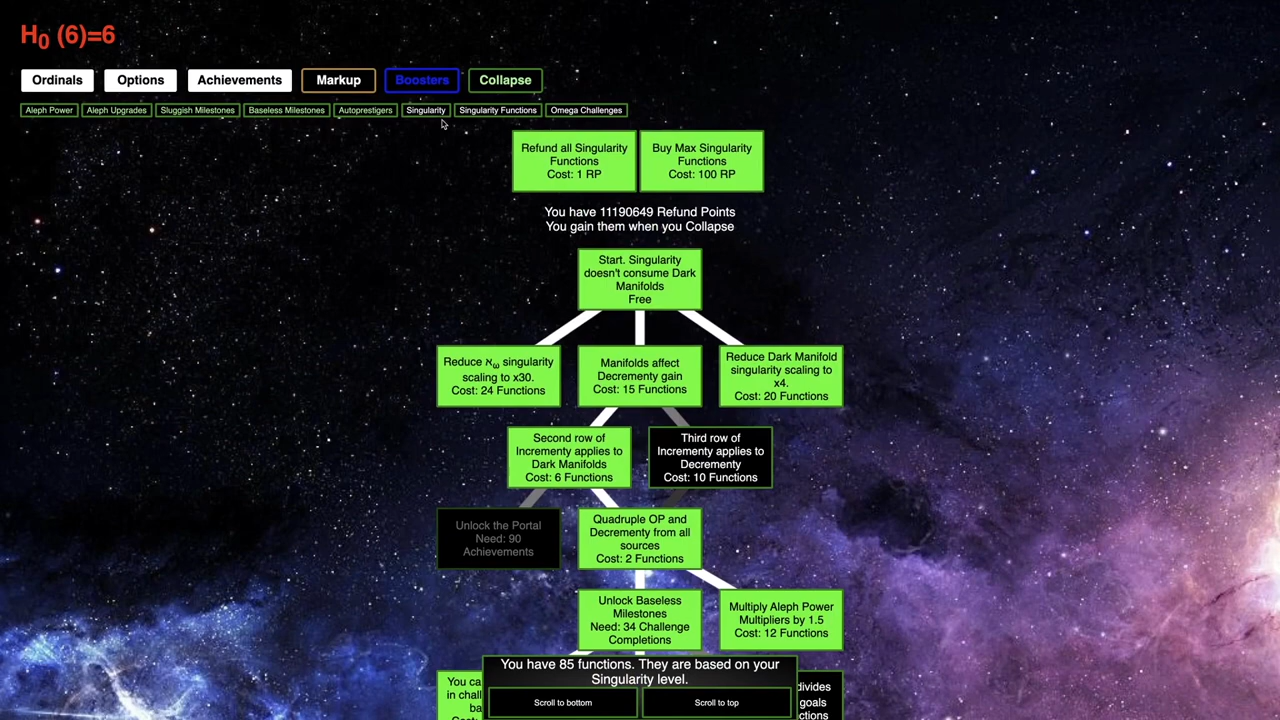 H₀ (6)=6
Ordinals
Options
Achievements
Markup
Boosters
Collapse
Aleph Power
Aleph Upgrades
Sluggish Milestones
Baseless Milestones
Autoprestigers
Singularity
Singularity Functions
Omega Challenges
Refund all Singularity
Functions
Cost: 1 RP
Buy Max Singularity
Functions
Cost: 100 RP
You have 11190649 Refund Points
You gain them when you Collapse
Start. Singularity
doesn't consume Dark
Manifolds
Free
Reduce ℵω singularity
scaling to x30.
Cost: 24 Functions
Manifolds affect
Decrementy gain
Cost: 15 Functions
Reduce Dark Manifold
singularity scaling to
x4.
Cost: 20 Functions
Second row of
Incrementy applies to
Dark Manifolds
Cost: 6 Functions
Third row of
Incrementy applies to
Decrementy
Cost: 10 Functions
Unlock the Portal
Need: 90
Achievements
Quadruple OP and
Decrementy from all
sources
Cost: 2 Functions
Unlock Baseless
Milestones
Need: 34 Challenge
Completions
Multiply Aleph Power
Multipliers by 1.5
Cost: 12 Functions
You ca
in chall
ba
You have 85 functions. They are based on your
Singularity level.
Scroll to bottom
Scroll to top
divides
goals
ctions